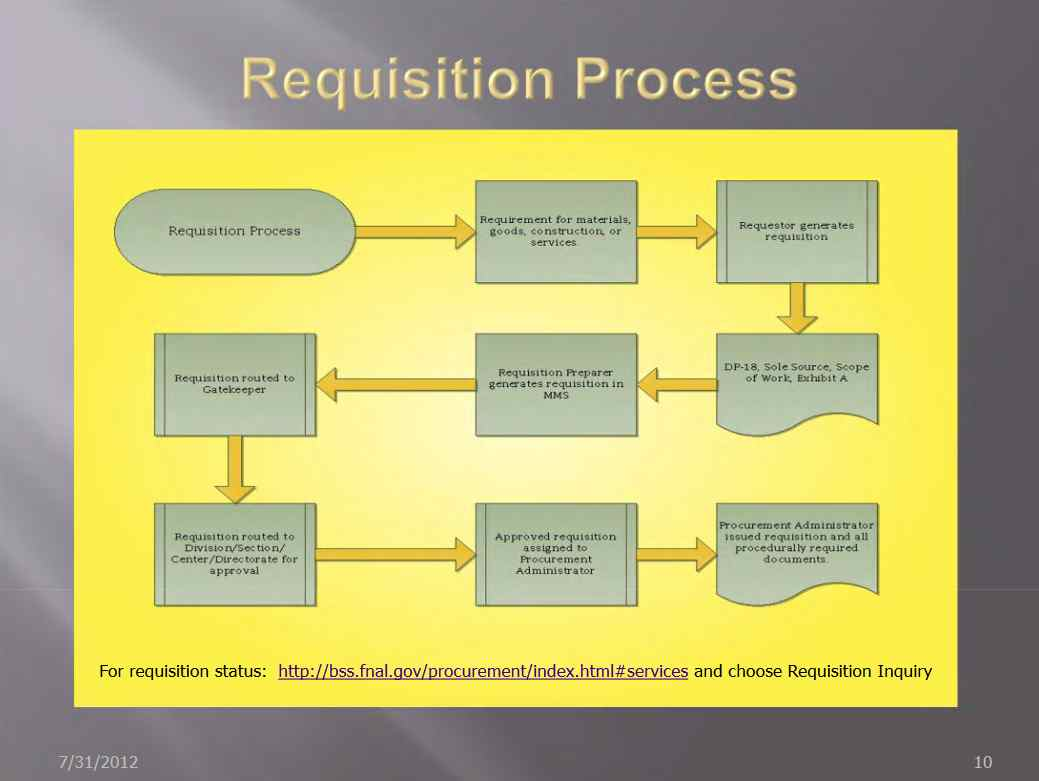 Requisition Process
Requisition Process
Requirement for materials,
goods, construction, or
services.
Requestor generates
requisition
DP-18, Sole Source, Scope
of Work, Exhibit A
Requisition Preparer
generates requisition in
MMS
Requisition routed to
Gatekeeper
Requisition routed to
Division/Section/
Center/Directorate for
approval
Approved requisition
assigned to
Procurement
Administrator
Procurement Administrator
issued requisition and all
procedurally required
documents.
For requisition status: http://bss.fnal.gov/procurement/index.html#services and choose Requisition Inquiry
7/31/2012
10